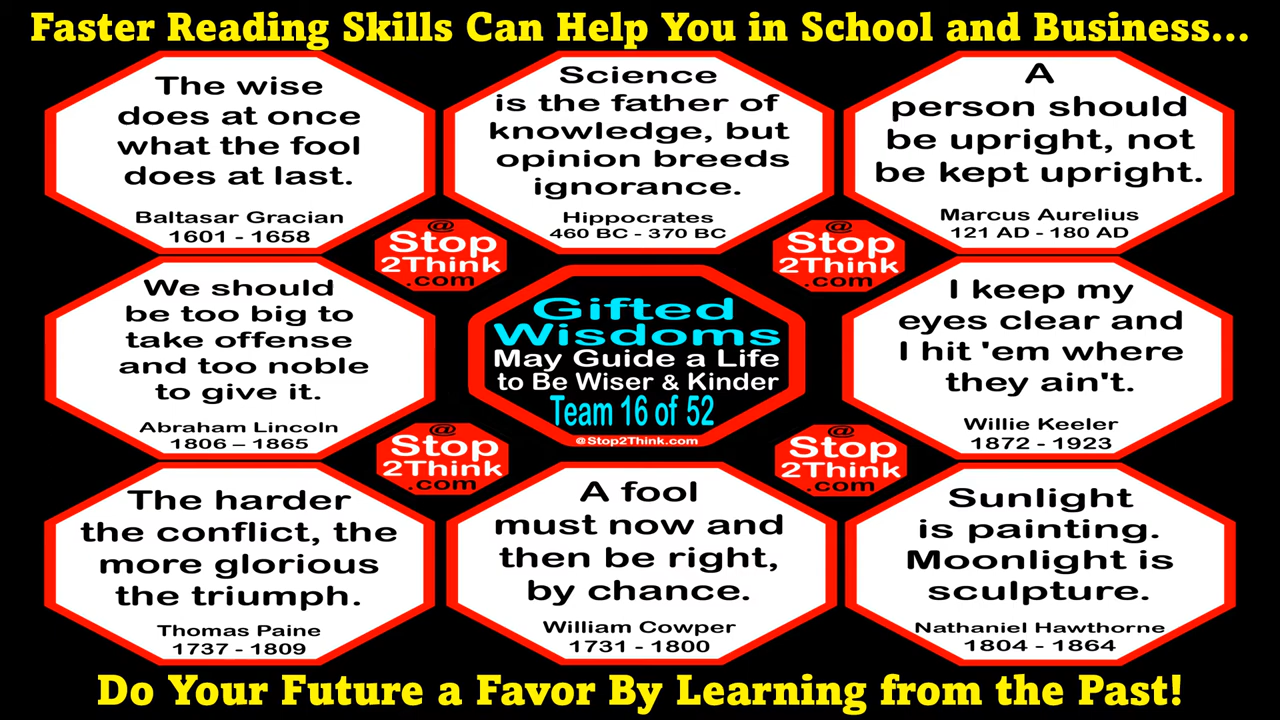 Faster Reading Skills Can Help You in School and Business...
The wise
does at once
what the fool
does at last.
Baltasar Gracian
1601 - 1658
Science
is the father of
knowledge, but
opinion breeds
ignorance.
Hippocrates
460 BC - 370 BC
A
person should
be upright, not
be kept upright.
Marcus Aurelius
121 AD - 180 AD
@
Stop
2Think
.com
@
Stop
2Think
.com
We should
be too big to
take offense
and too noble
to give it.
Abraham Lincoln
1806 – 1865
Gifted
Wisdoms
May Guide a Life
to Be Wiser & Kinder
Team 16 of 52
@Stop2Think.com
I keep my
eyes clear and
I hit 'em where
they ain't.
Willie Keeler
1872 - 1923
@
Stop
2Think
.com
@
Stop
2Think
.com
The harder
the conflict, the
more glorious
the triumph.
Thomas Paine
1737 - 1809
A fool
must now and
then be right,
by chance.
William Cowper
1731 - 1800
Sunlight
is painting.
Moonlight is
sculpture.
Nathaniel Hawthorne
1804 - 1864
Do Your Future a Favor By Learning from the Past!